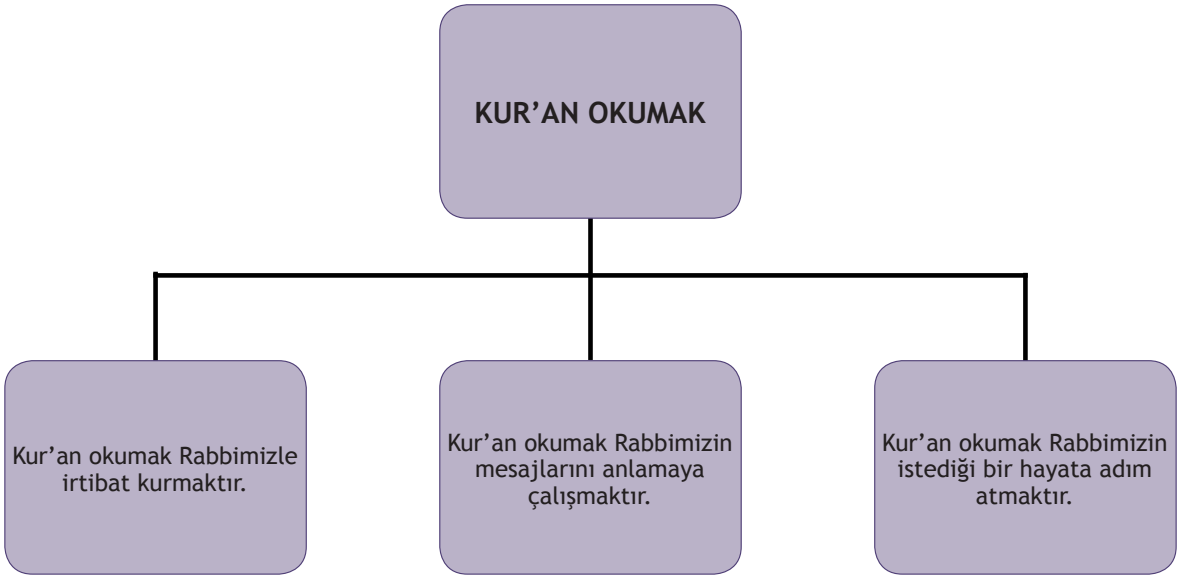 KUR’AN OKUMAK
Kur’an okumak Rabbimizle
irtibat kurmaktır.
Kur’an okumak Rabbimizin
mesajlarını anlamaya
çalışmaktır.
Kur’an okumak Rabbimizin
istediği bir hayata adım
atmaktır.